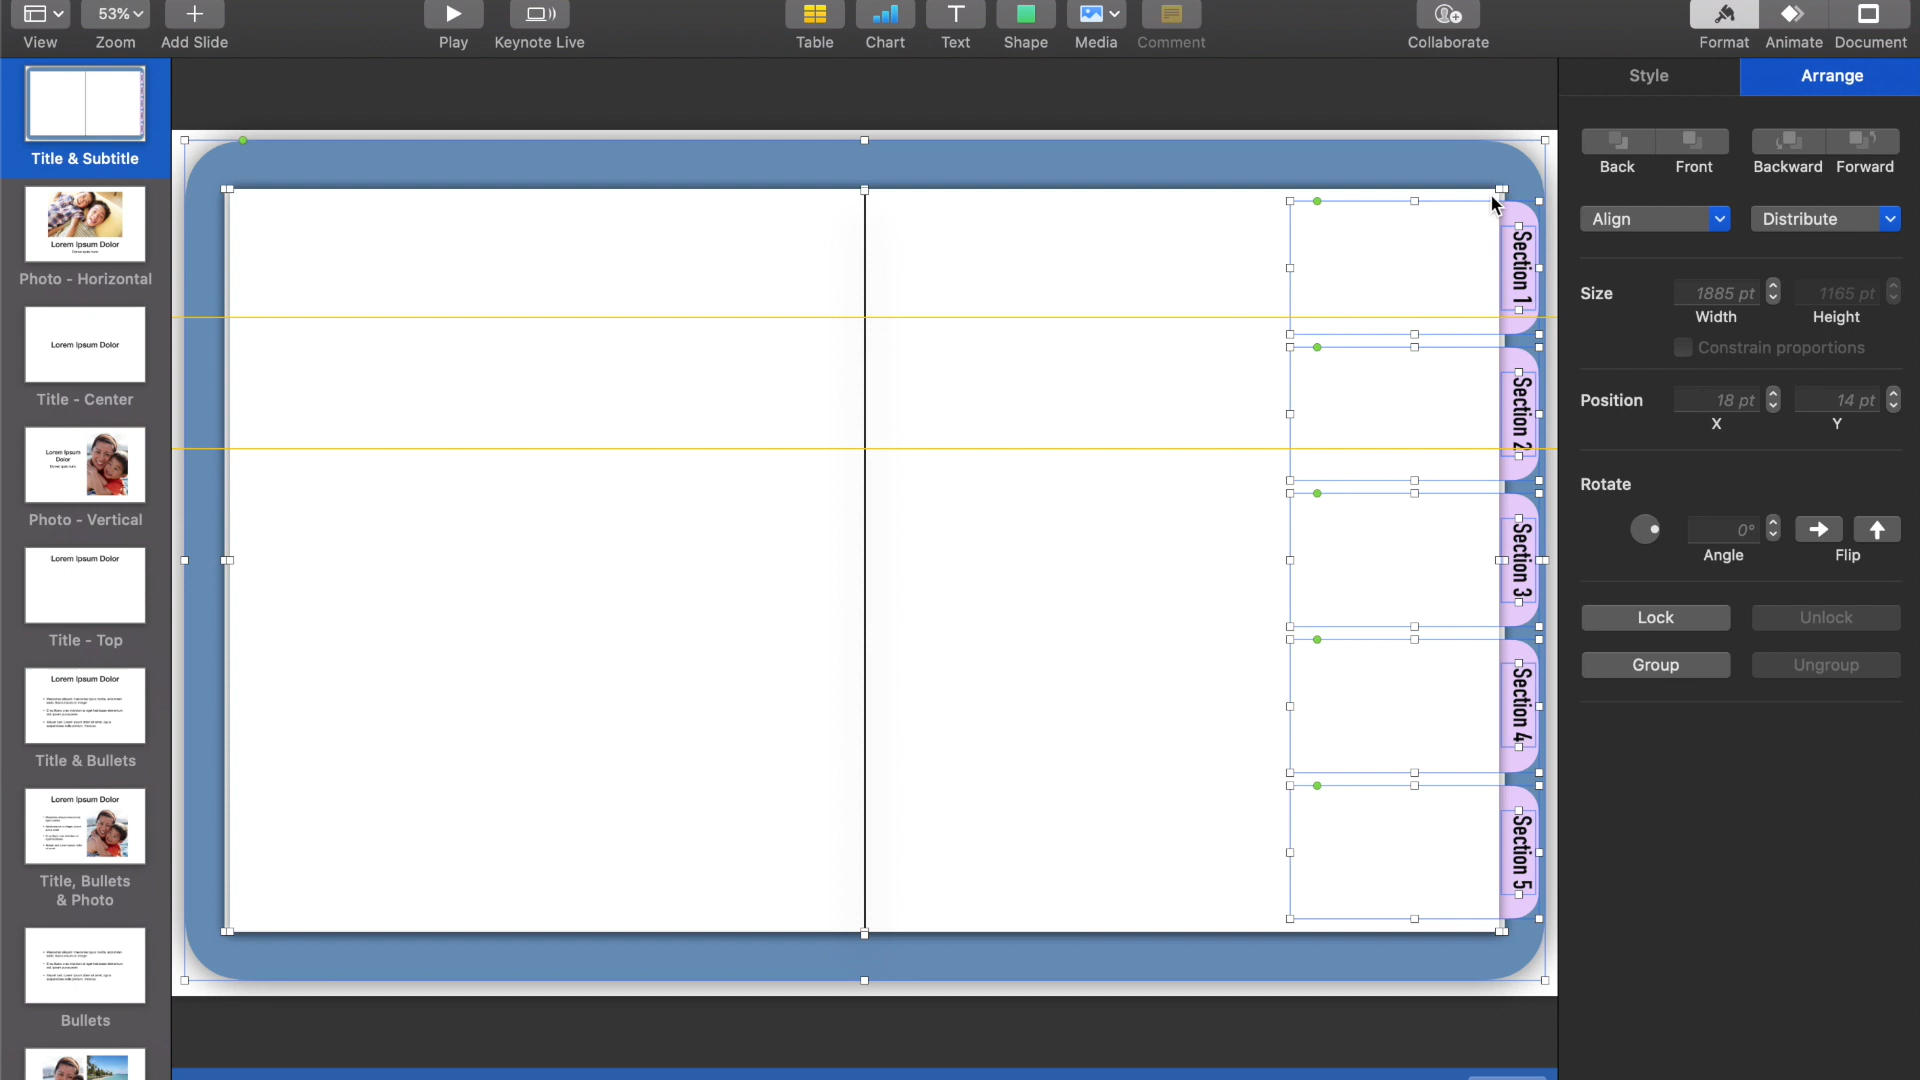 53%
View
Zoom
Add Slide
Play
Keynote Live
Table
Chart
Text
Shape
Media
Comment
Collaborate
Format
Animate
Document
Style
Arrange
Back
Front
Backward
Forward
Align
Distribute
Size
1885 pt
1165 pt
Width
Height
Constrain proportions
Position
18 pt
14 pt
X
Y
Rotate
0°
Angle
Flip
Lock
Unlock
Group
Ungroup
Title & Subtitle
Lorem Ipsum Dolor
Photo - Horizontal
Lorem Ipsum Dolor
Title - Center
Lorem Ipsum
Dolor
Photo - Vertical
Lorem Ipsum Dolor
Title - Top
Lorem Ipsum Dolor
Title & Bullets
Lorem Ipsum Dolor
Title, Bullets
& Photo
Bullets
Section 1
Section 2
Section 3
Section 4
Section 5